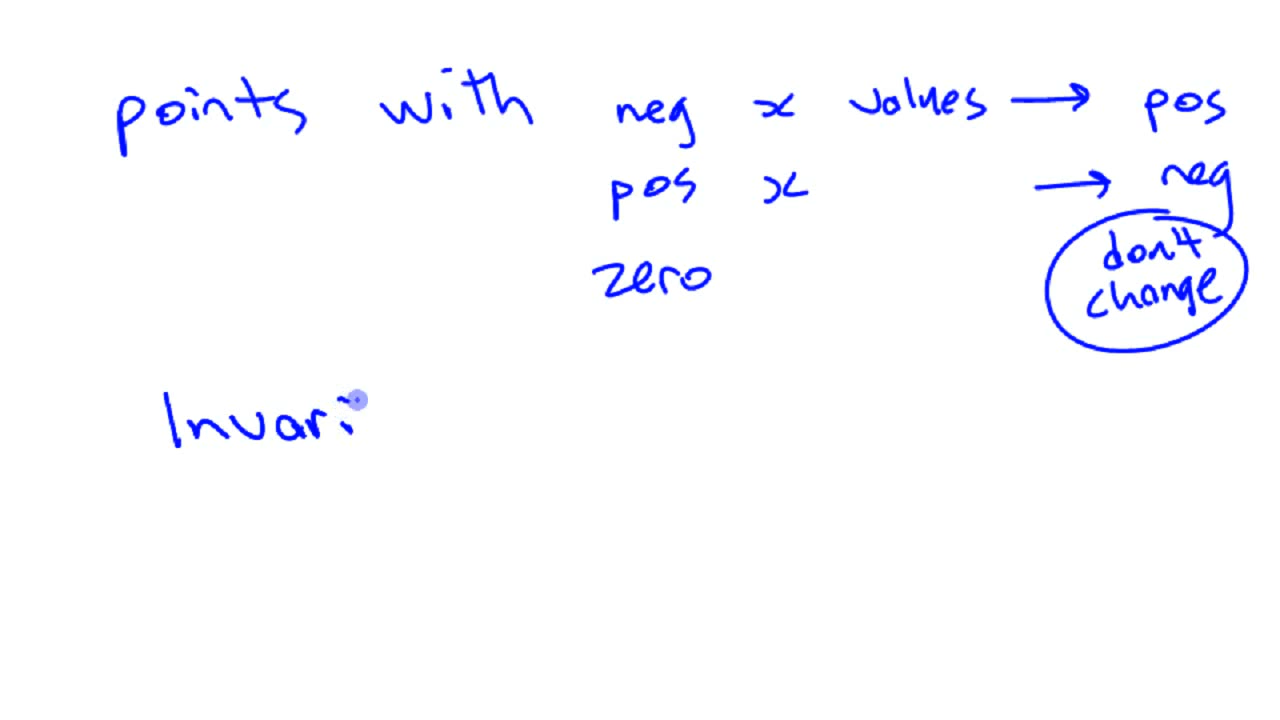 points with neg x values → pos
pos x → neg
zero don't change
Invari